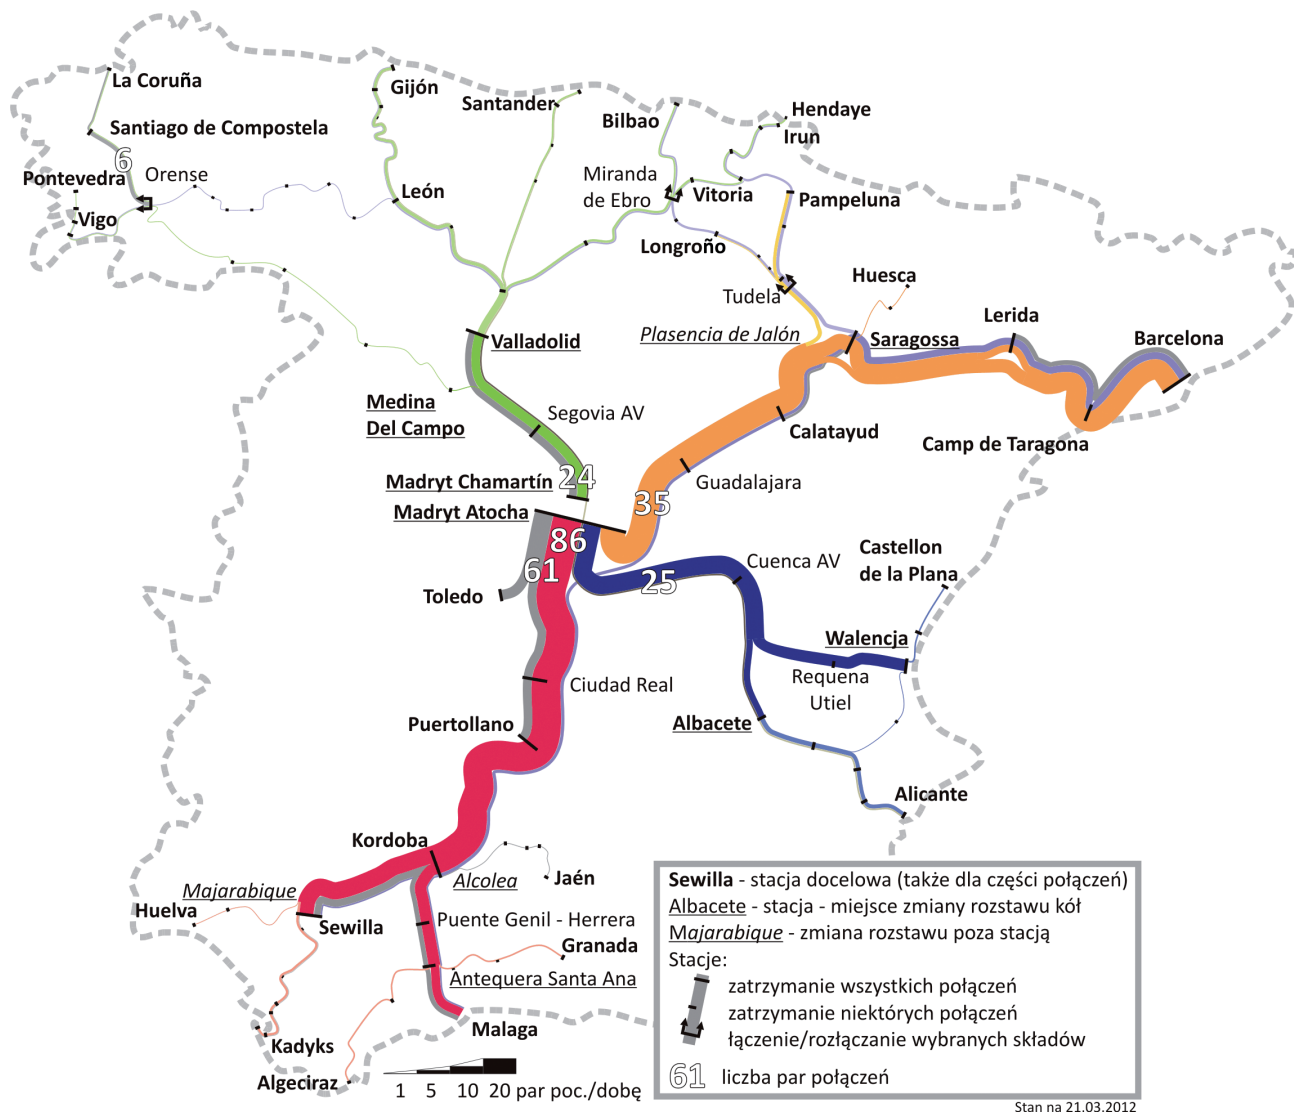 La Coruña
Gijón
Santander
Hendaye
Bilbao
Irun
Santiago de Compostela
6
Orense
Pontevedra
Miranda
de Ebro
León
Vitoria
Pampeluna
Vigo
Longroño
Huesca
Tudela
Lerida
Plasencia de Jalón
Saragossa
Barcelona
Valladolid
Medina
Del Campo
Segovia AV
Calatayud
Camp de Taragona
Madryt Chamartín
24
Guadalajara
35
Madryt Atocha
86
61
25
Cuenca AV
Castellon
de la Plana
Toledo
Walencja
Requena
Utiel
Ciudad Real
Puertollano
Albacete
Alicante
Kordoba
Majarabique
Alcolea
Jaén
Huelva
Sewilla
Puente Genil - Herrera
Granada
Antequera Santa Ana
Malaga
Kadyks
Algeciraz
1 5 10 20 par poc./dobę
Sewilla - stacja docelowa (także dla części połączeń)
Albacete - stacja - miejsce zmiany rozstawu kół
Majarabique - zmiana rozstawu poza stacją
Stacje:
zatrzymanie wszystkich połączeń
zatrzymanie niektórych połączeń
łączenie/rozłączanie wybranych składów
61 liczba par połączeń
Stan na 21.03.2012